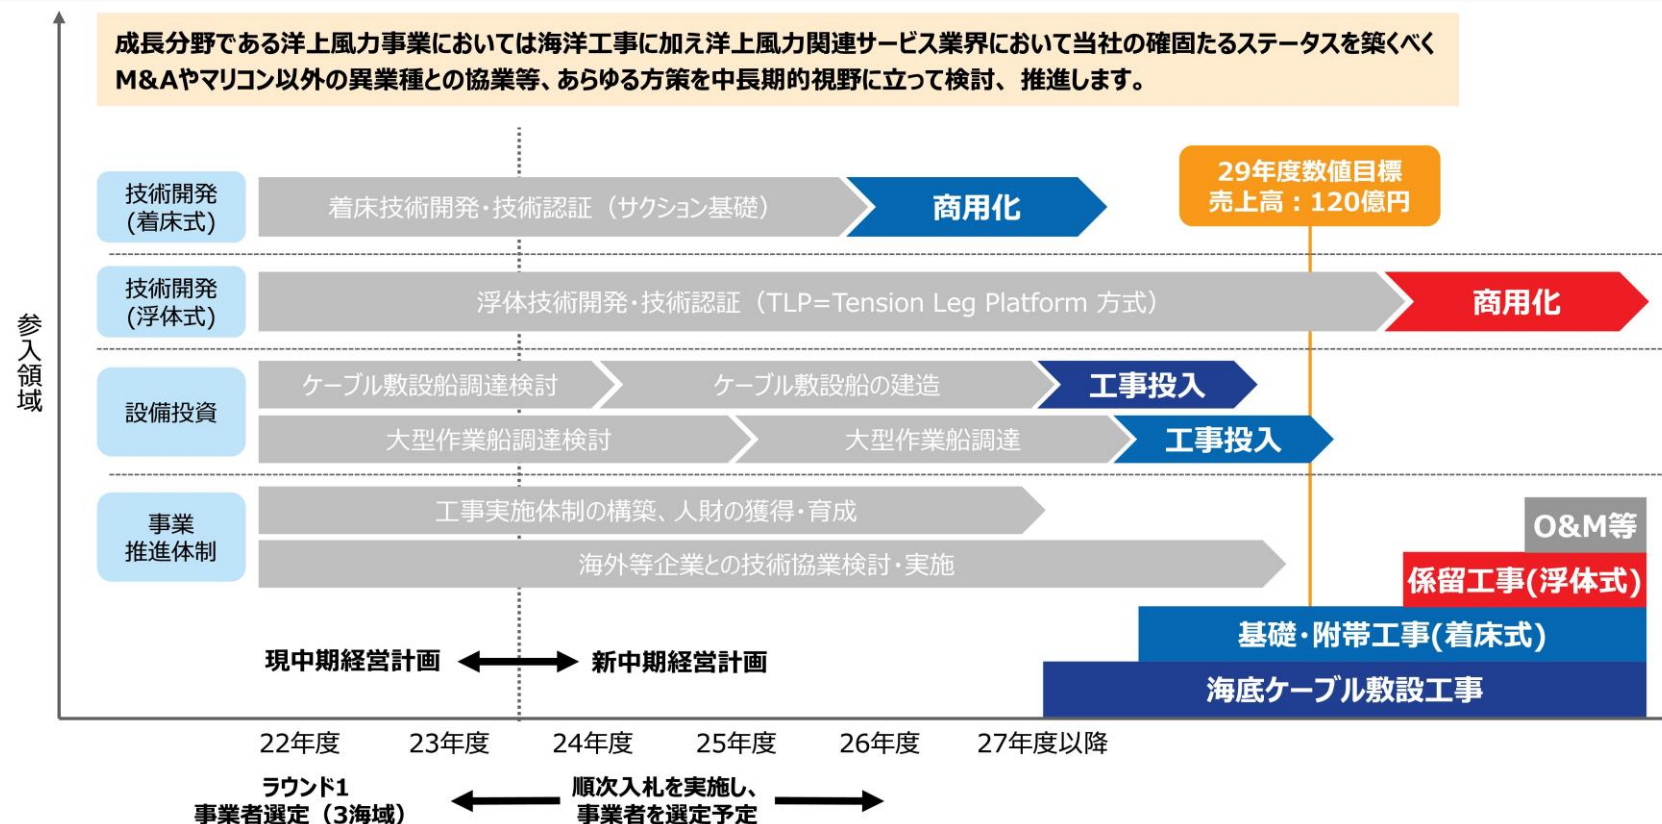 成長分野である洋上風力事業においては海洋工事に加え洋上風力関連サービス業界において当社の確固たるステータスを築くべく
M&Aやマリコン以外の異業種との協業等、あらゆる方策を中長期的視野に立って検討、推進します。
29年度数値目標
売上高：120億円
参入領域
技術開発
(着床式)
着床技術開発・技術認証（サクション基礎）
商用化
技術開発
(浮体式)
浮体技術開発・技術認証（TLP=Tension Leg Platform 方式）
商用化
設備投資
ケーブル敷設船調達検討
ケーブル敷設船の建造
工事投入
大型作業船調達検討
大型作業船調達
工事投入
事業
推進体制
工事実施体制の構築、人財の獲得・育成
海外等企業との技術協業検討・実施
O&M等
係留工事(浮体式)
基礎・附帯工事(着床式)
海底ケーブル敷設工事
現中期経営計画
新中期経営計画
22年度
23年度
24年度
25年度
26年度
27年度以降
ラウンド1
事業者選定（3海域）
順次入札を実施し、
事業者を選定予定